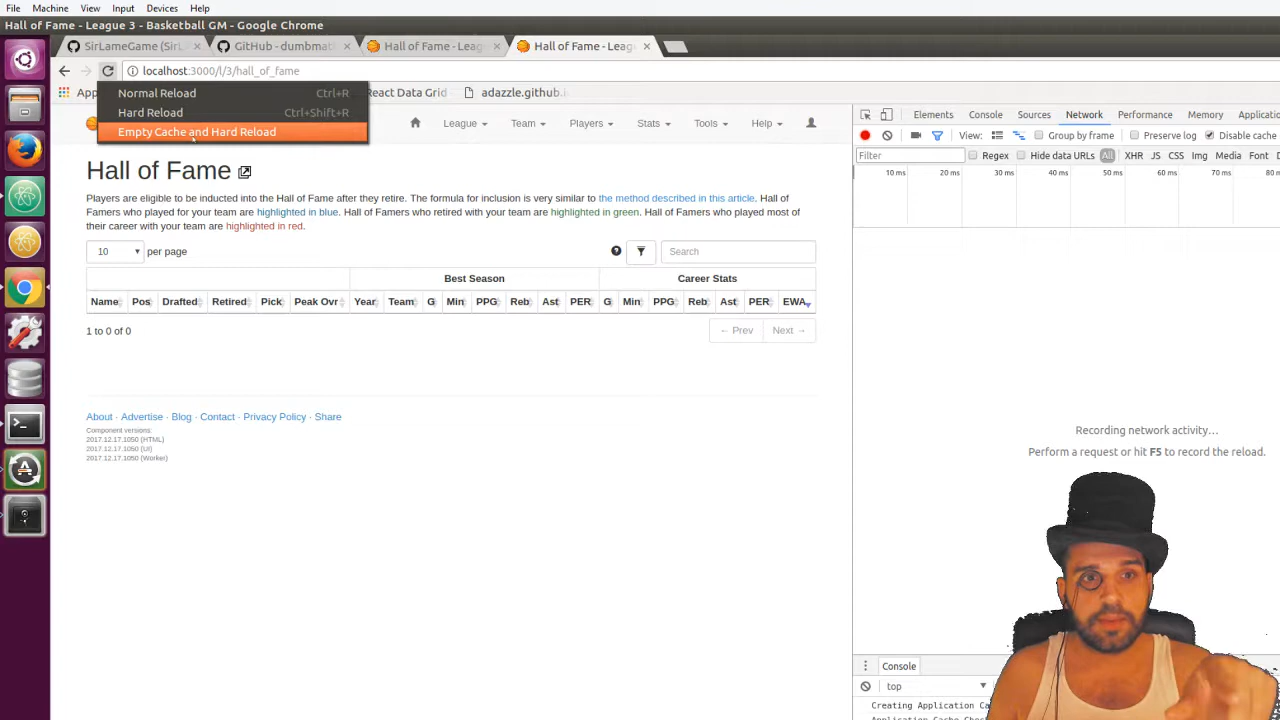 File Machine View Input Devices Help
Hall of Fame - League 3 - Basketball GM - Google Chrome
SirLameGame (SirL × GitHub - dumbmat × Hall of Fame - Leag × Hall of Fame - Leag ×
localhost:3000/l/3/hall_of_fame
App React Data Grid adazzle.github.i
Normal Reload Ctrl+R
Hard Reload Ctrl+Shift+R
Empty Cache and Hard Reload
League Team Players Stats Tools Help
Hall of Fame
Players are eligible to be inducted into the Hall of Fame after they retire. The formula for inclusion is very similar to the method described in this article. Hall of
Famers who played for your team are highlighted in blue. Hall of Famers who retired with your team are highlighted in green. Hall of Famers who played most of
their career with your team are highlighted in red.
10 per page Search
Best Season Career Stats
Name Pos Drafted Retired Pick Peak Ovr Year Team G Min PPG Reb Ast PER G Min PPG Reb Ast PER EWA
1 to 0 of 0 ← Prev Next →
About · Advertise · Blog · Contact · Privacy Policy · Share
Component versions:
2017.12.17.1050 (HTML)
2017.12.17.1050 (UI)
2017.12.17.1050 (Worker)
Elements Console Sources Network Performance Memory Applicatio
View: Group by frame Preserve log Disable cache
Filter Regex Hide data URLs All XHR JS CSS Img Media Font
10 ms 20 ms 30 ms 40 ms 50 ms 60 ms 70 ms 80 m
Recording network activity…
Perform a request or hit F5 to record the reload.
Console
top
Creating Application Ca